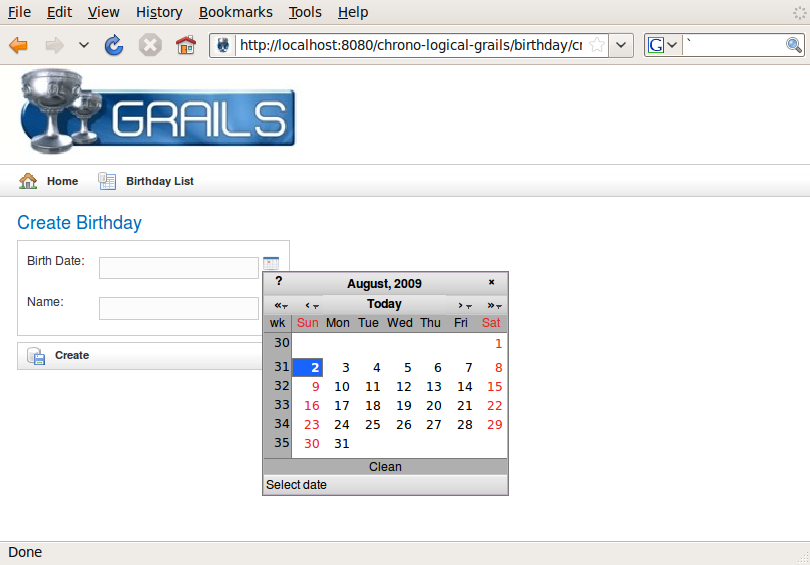 File Edit View History Bookmarks Tools Help
http://localhost:8080/chrono-logical-grails/birthday/cr G `
GRAILS
Home Birthday List
Create Birthday
Birth Date:
Name:
Create
? August, 2009 ×
« ‹ Today › »
wk Sun Mon Tue Wed Thu Fri Sat
30 1
31 2 3 4 5 6 7 8
32 9 10 11 12 13 14 15
33 16 17 18 19 20 21 22
34 23 24 25 26 27 28 29
35 30 31
Clean
Select date
Done